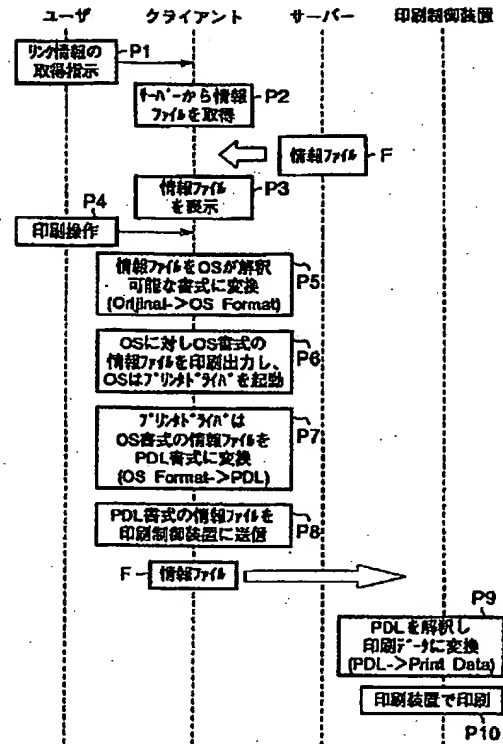 ユーザ クライアント サーバー 印刷制御装置
リンク情報の
取得指示
P1
サーバーから情報
ファイルを取得
P2
情報ファイル
F
情報ファイル
を表示
P3
P4
印刷操作
情報ファイルをOSが解釈
可能な書式に変換
(Orijinal->OS Format)
P5
OSに対しOS書式の
情報ファイルを印刷出力し、
OSはプリンタドライバを起動
P6
プリンタドライバは
OS書式の情報ファイルを
PDL書式に変換
(OS Format->PDL)
P7
PDL書式の情報ファイルを
印刷制御装置に送信
P8
F
情報ファイル
P9
PDLを解釈し
印刷データに変換
(PDL->Print Data)
印刷装置で印刷
P10